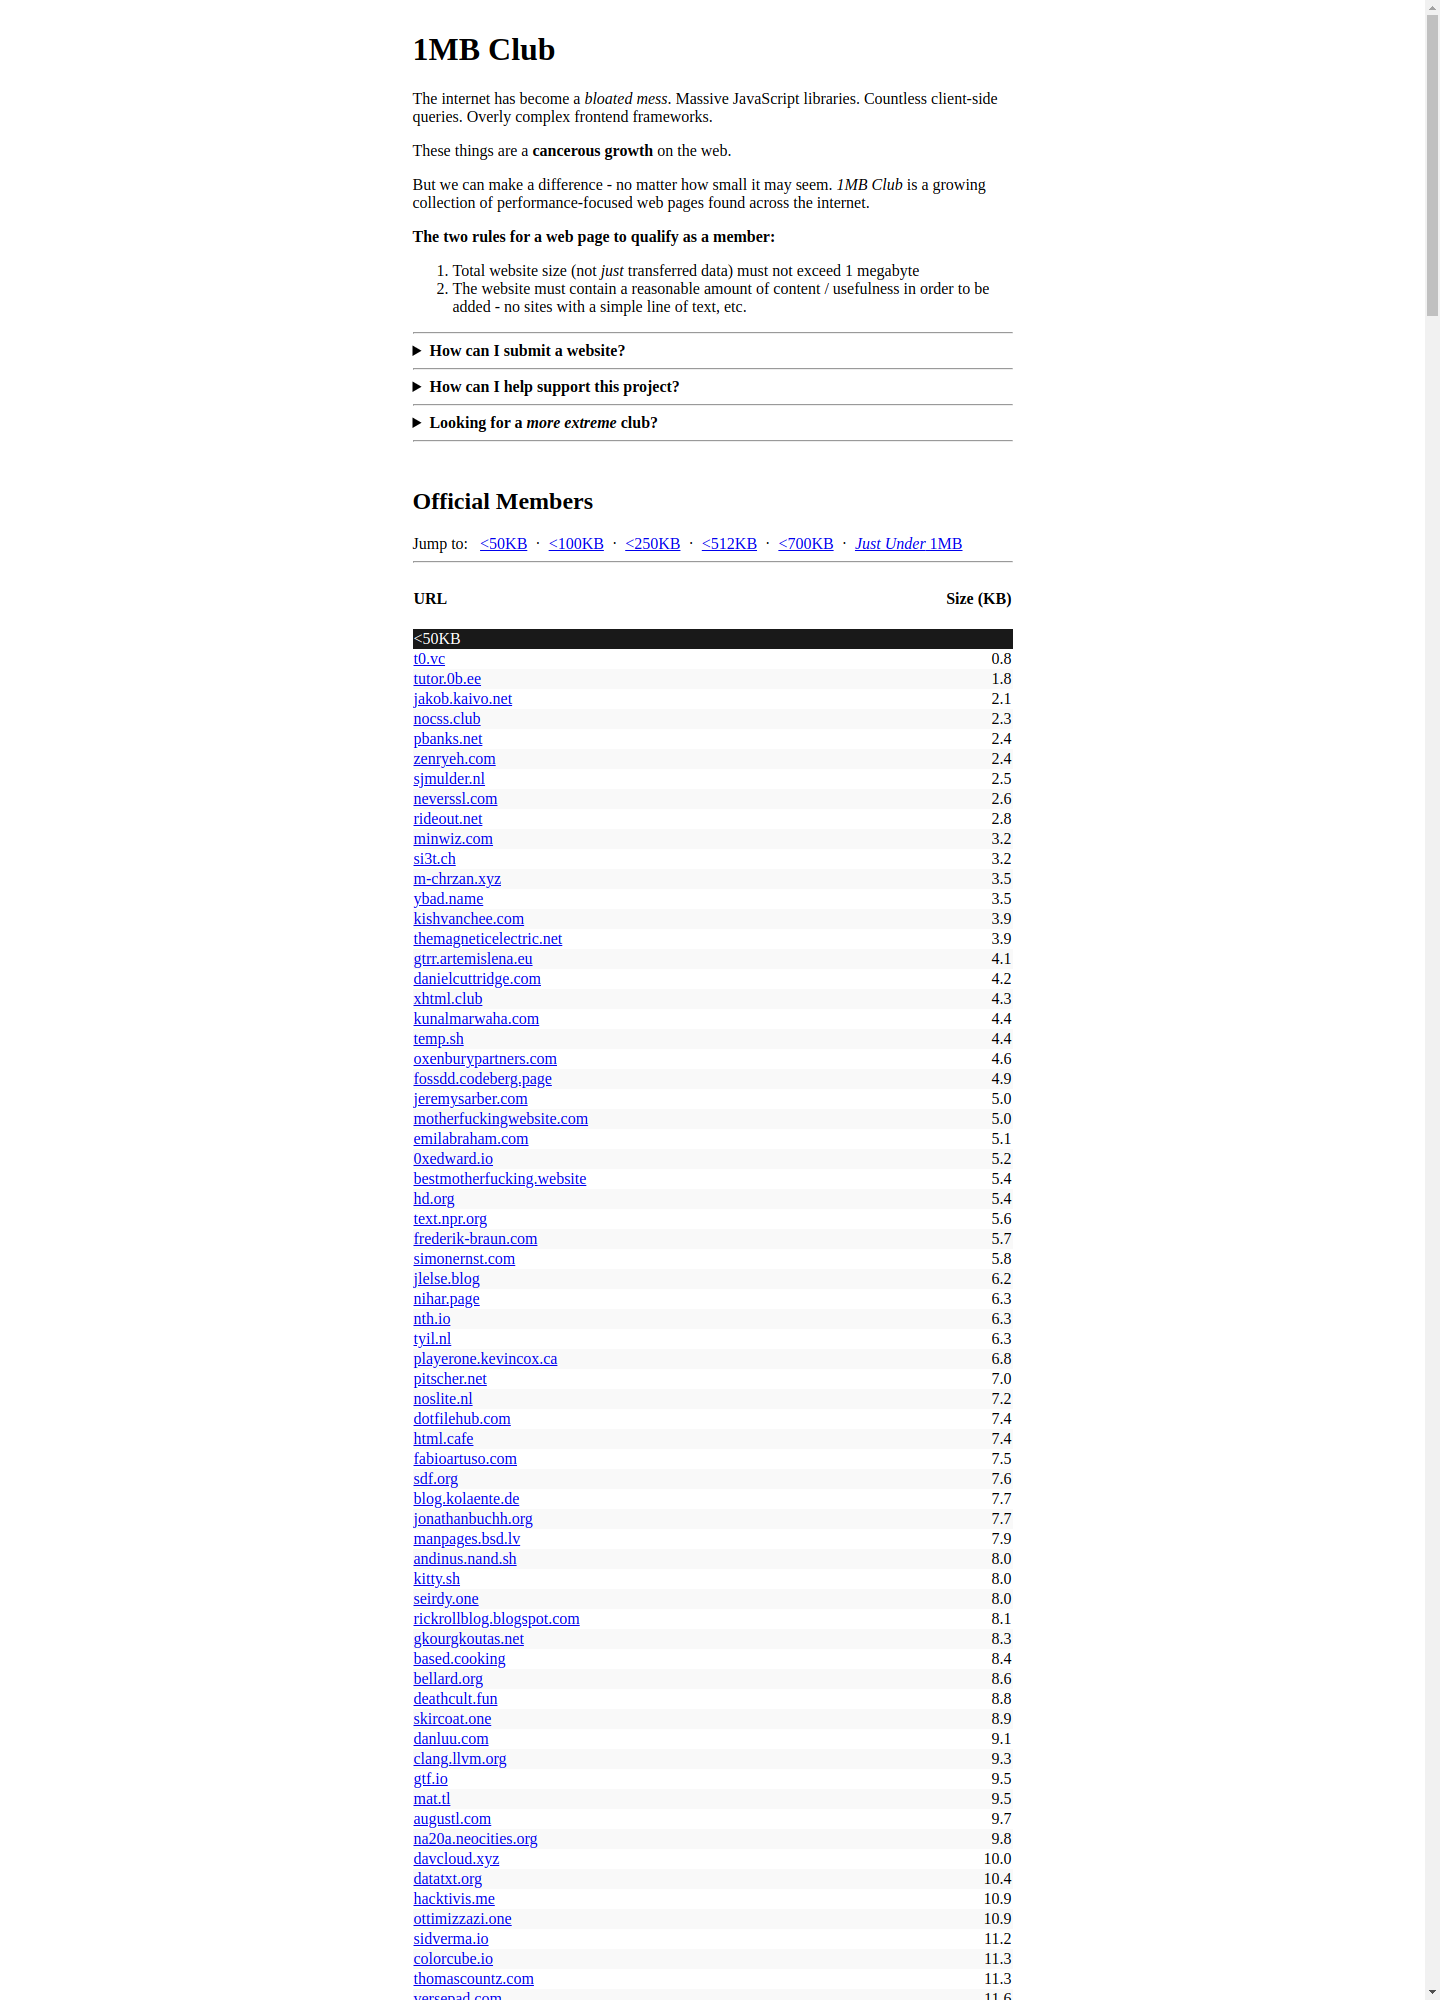 1MB Club
The internet has become a bloated mess. Massive JavaScript libraries. Countless client-side
queries. Overly complex frontend frameworks.
These things are a cancerous growth on the web.
But we can make a difference - no matter how small it may seem. 1MB Club is a growing
collection of performance-focused web pages found across the internet.
The two rules for a web page to qualify as a member:
1. Total website size (not just transferred data) must not exceed 1 megabyte
2. The website must contain a reasonable amount of content / usefulness in order to be
added - no sites with a simple line of text, etc.
How can I submit a website?
How can I help support this project?
Looking for a more extreme club?
Official Members
Jump to: <50KB · <100KB · <250KB · <512KB · <700KB · Just Under 1MB
URL Size (KB)
<50KB
t0.vc 0.8
tutor.0b.ee 1.8
jakob.kaivo.net 2.1
nocss.club 2.3
pbanks.net 2.4
zenryeh.com 2.4
sjmulder.nl 2.5
neverssl.com 2.6
rideout.net 2.8
minwiz.com 3.2
si3t.ch 3.2
m-chrzan.xyz 3.5
ybad.name 3.5
kishvanchee.com 3.9
themagneticelectric.net 3.9
gtrr.artemislena.eu 4.1
danielcuttridge.com 4.2
xhtml.club 4.3
kunalmarwaha.com 4.4
temp.sh 4.4
oxenburypartners.com 4.6
fossdd.codeberg.page 4.9
jeremysarber.com 5.0
motherfuckingwebsite.com 5.0
emilabraham.com 5.1
0xedward.io 5.2
bestmotherfucking.website 5.4
hd.org 5.4
text.npr.org 5.6
frederik-braun.com 5.7
simonernst.com 5.8
jlelse.blog 6.2
nihar.page 6.3
nth.io 6.3
tyil.nl 6.3
playerone.kevincox.ca 6.8
pitscher.net 7.0
noslite.nl 7.2
dotfilehub.com 7.4
html.cafe 7.4
fabioartuso.com 7.5
sdf.org 7.6
blog.kolaente.de 7.7
jonathanbuchh.org 7.7
manpages.bsd.lv 7.9
andinus.nand.sh 8.0
kitty.sh 8.0
seirdy.one 8.0
rickrollblog.blogspot.com 8.1
gkourgkoutas.net 8.3
based.cooking 8.4
bellard.org 8.6
deathcult.fun 8.8
skircoat.one 8.9
danluu.com 9.1
clang.llvm.org 9.3
gtf.io 9.5
mat.tl 9.5
augustl.com 9.7
na20a.neocities.org 9.8
davcloud.xyz 10.0
datatxt.org 10.4
hacktivis.me 10.9
ottimizzazi.one 10.9
sidverma.io 11.2
colorcube.io 11.3
thomascountz.com 11.3
versepad.com 11.6